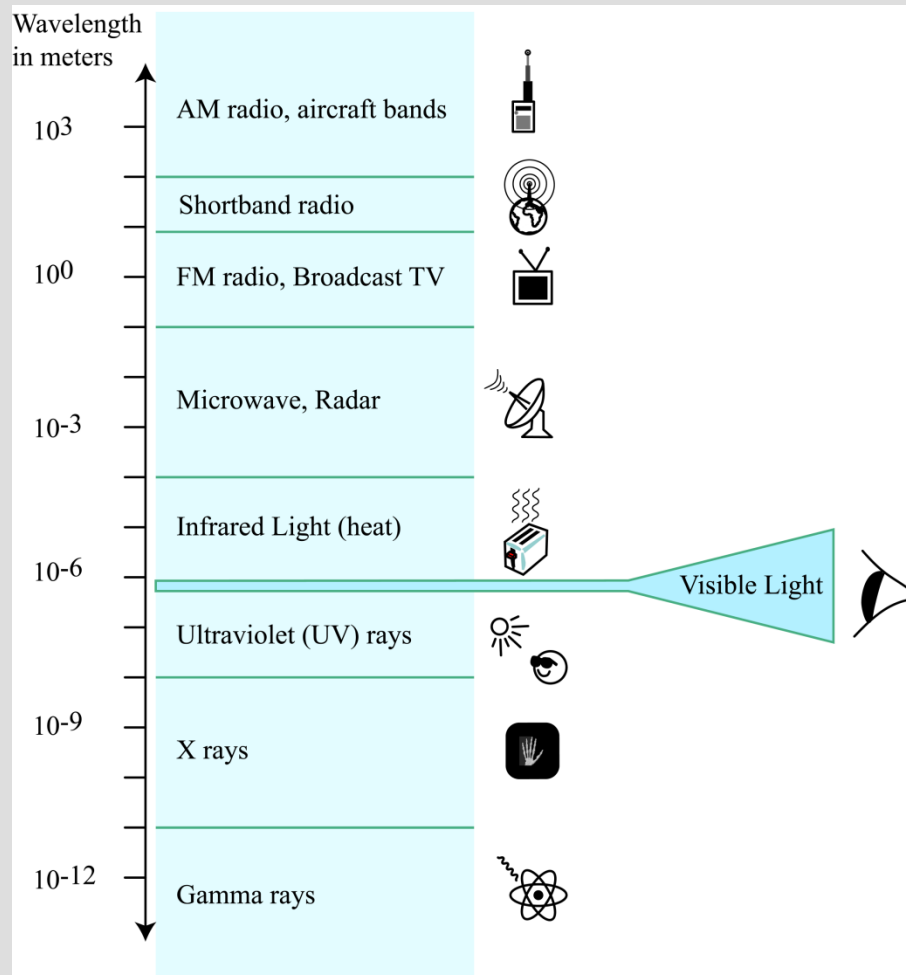 Wavelength
in meters
AM radio, aircraft bands
10³
Shortband radio
10⁰
FM radio, Broadcast TV
Microwave, Radar
10⁻³
Infrared Light (heat)
10⁻⁶
Visible Light
Ultraviolet (UV) rays
10⁻⁹
X rays
10⁻¹²
Gamma rays